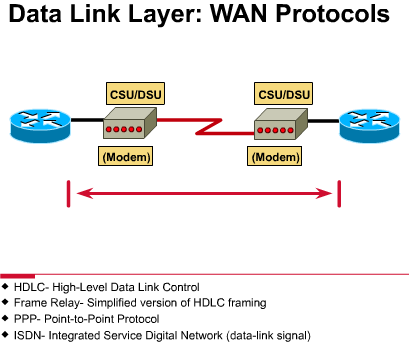 Data Link Layer: WAN Protocols
CSU/DSU CSU/DSU
(Modem) (Modem)
HDLC- High-Level Data Link Control
Frame Relay- Simplified version of HDLC framing
PPP- Point-to-Point Protocol
ISDN- Integrated Service Digital Network (data-link signal)